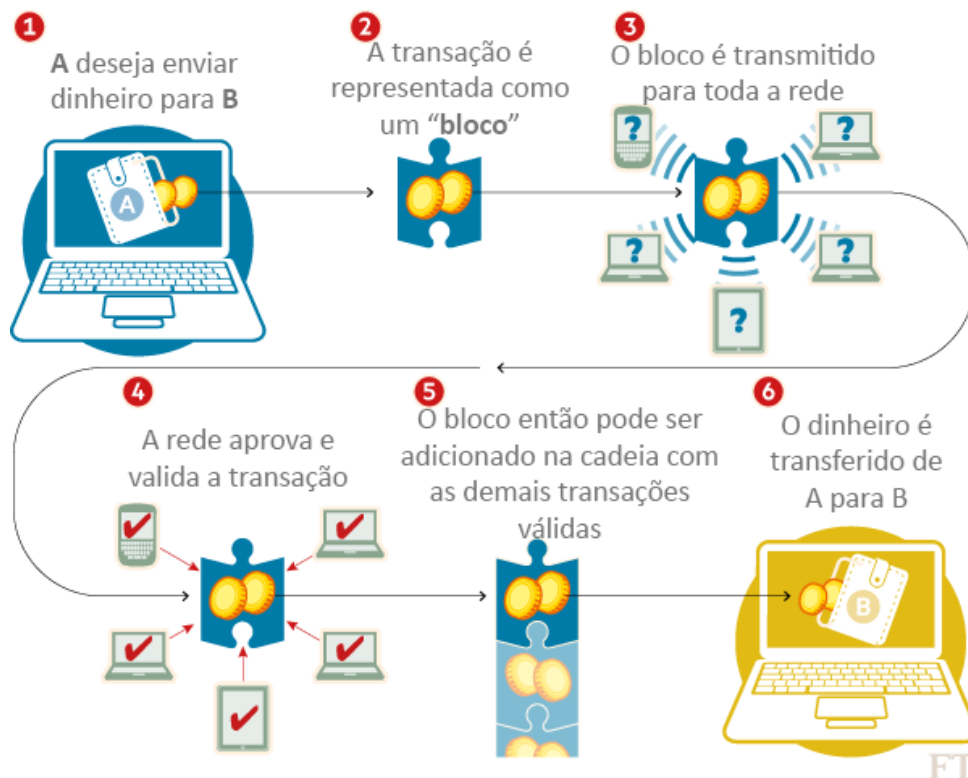 1
A deseja enviar
dinheiro para B
A
2
A transação é
representada como
um “bloco”
3
O bloco é transmitido
para toda a rede
?
?
?
?
?
4
A rede aprova e
valida a transação
5
O bloco então pode ser
adicionado na cadeia com
as demais transações
válidas
6
O dinheiro é
transferido de
A para B
B
FT